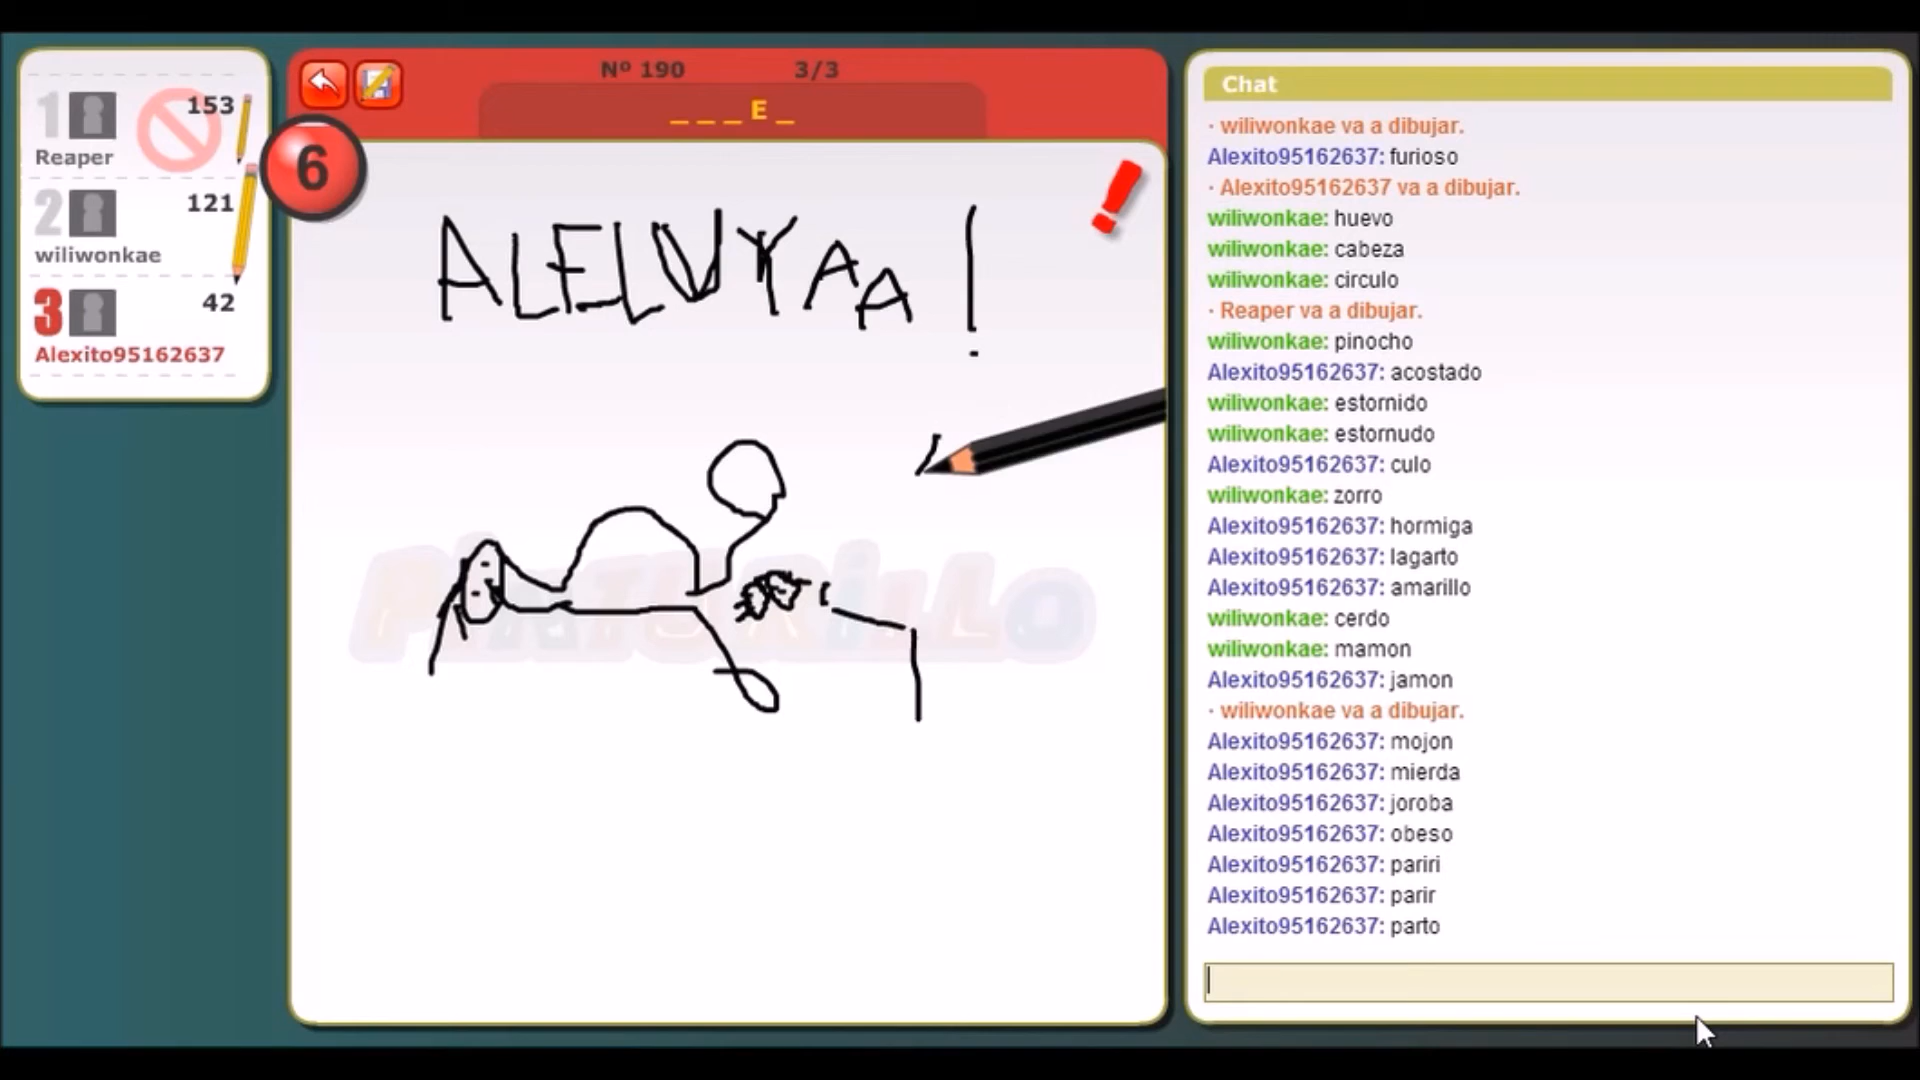 1
153
Reaper
2
121
wiliwonkae
3
42
Alexito95162637
6
Nº 190 3/3
_ _ _ E _
ALELUYAA!
PiNTURiLLO
Chat
· wiliwonkae va a dibujar.
Alexito95162637: furioso
· Alexito95162637 va a dibujar.
wiliwonkae: huevo
wiliwonkae: cabeza
wiliwonkae: circulo
· Reaper va a dibujar.
wiliwonkae: pinocho
Alexito95162637: acostado
wiliwonkae: estornido
wiliwonkae: estornudo
Alexito95162637: culo
wiliwonkae: zorro
Alexito95162637: hormiga
Alexito95162637: lagarto
Alexito95162637: amarillo
wiliwonkae: cerdo
wiliwonkae: mamon
Alexito95162637: jamon
· wiliwonkae va a dibujar.
Alexito95162637: mojon
Alexito95162637: mierda
Alexito95162637: joroba
Alexito95162637: obeso
Alexito95162637: pariri
Alexito95162637: parir
Alexito95162637: parto